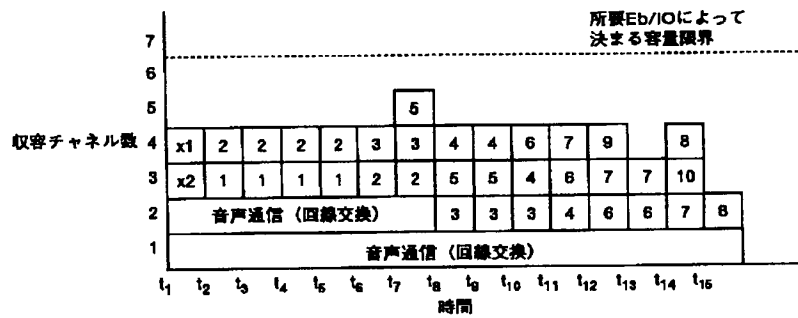 所要Eb/IOによって
決まる容量限界
7
6
5 5
収容チャネル数 4 x1 2 2 2 2 3 3 4 4 6 7 9 8
3 x2 1 1 1 1 2 2 5 5 4 6 7 7 10
2 音声通信（回線交換） 3 3 3 4 6 6 7 8
1 音声通信（回線交換）
t1 t2 t3 t4 t5 t6 t7 t8 t9 t10 t11 t12 t13 t14 t15
時間